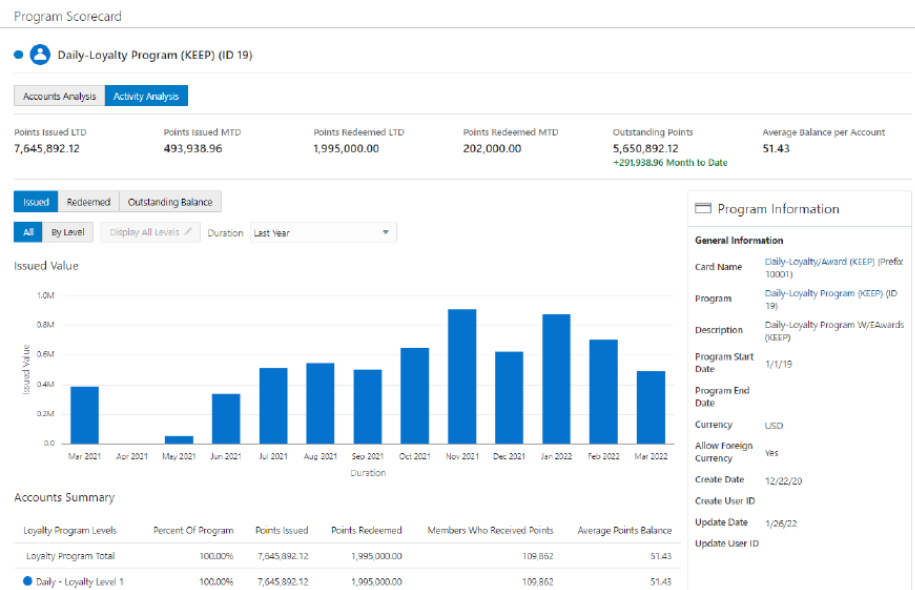 Program Scorecard
Daily-Loyalty Program (KEEP) (ID 19)
Accounts Analysis Activity Analysis
Points Issued LTD Points Issued MTD Points Redeemed LTD Points Redeemed MTD Outstanding Points Average Balance per Account
7,645,892.12 493,938.96 1,995,000.00 202,000.00 5,650,892.12 51.43
+291,938.96 Month to Date
Issued Redeemed Outstanding Balance
All By Level Display All Levels Duration Last Year
Issued Value
1.0M
0.8M
0.6M
0.4M
0.2M
0.0
Issued Value
Mar 2021 Apr 2021 May 2021 Jun 2021 Jul 2021 Aug 2021 Sep 2021 Oct 2021 Nov 2021 Dec 2021 Jan 2022 Feb 2022 Mar 2022
Duration
Accounts Summary
Loyalty Program Levels Percent Of Program Points Issued Points Redeemed Members Who Received Points Average Points Balance
Loyalty Program Total 100.00% 7,645,892.12 1,995,000.00 109,862 51.43
Daily - Loyalty Level 1 100.00% 7,645,892.12 1,995,000.00 109,862 51.43
Program Information
General Information
Card Name Daily-Loyalty/Award (KEEP) (Prefix
10001)
Program Daily-Loyalty Program (KEEP) (ID
19)
Description Daily-Loyalty Program W/EAwards
(KEEP)
Program Start
Date 1/1/19
Program End
Date
Currency USD
Allow Foreign
Currency Yes
Create Date 12/22/20
Create User ID
Update Date 1/26/22
Update User ID